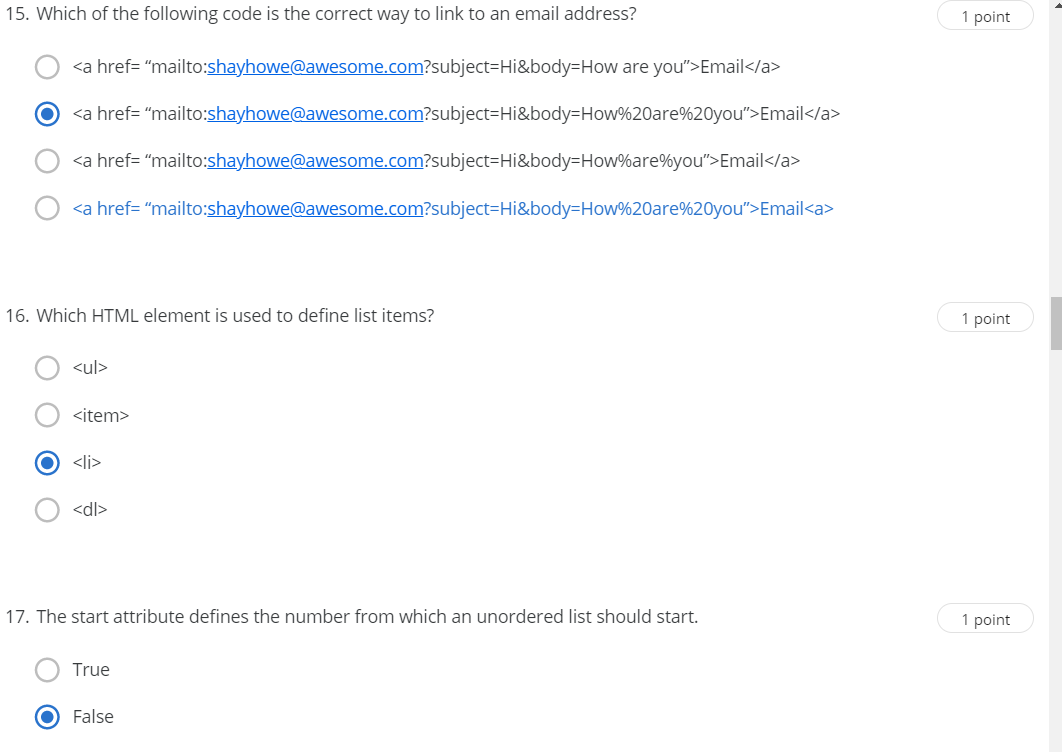 15. Which of the following code is the correct way to link to an email address?
1 point
<a href= “mailto:shayhowe@awesome.com?subject=Hi&body=How are you”>Email</a>
<a href= “mailto:shayhowe@awesome.com?subject=Hi&body=How%20are%20you”>Email</a>
<a href= “mailto:shayhowe@awesome.com?subject=Hi&body=How%are%you”>Email</a>
<a href= “mailto:shayhowe@awesome.com?subject=Hi&body=How%20are%20you”>Email<a>
16. Which HTML element is used to define list items?
1 point
<ul>
<item>
<li>
<dl>
17. The start attribute defines the number from which an unordered list should start.
1 point
True
False